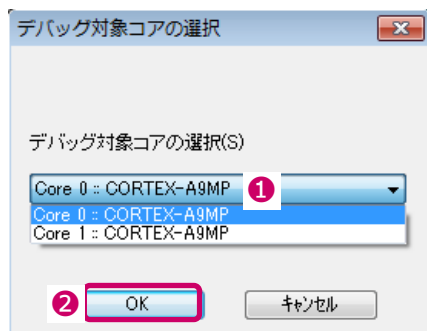 デバッグ対象コアの選択
デバッグ対象コアの選択(S)
Core 0 :: CORTEX-A9MP ❶
Core 0 :: CORTEX-A9MP
Core 1 :: CORTEX-A9MP
❷ OK キャンセル